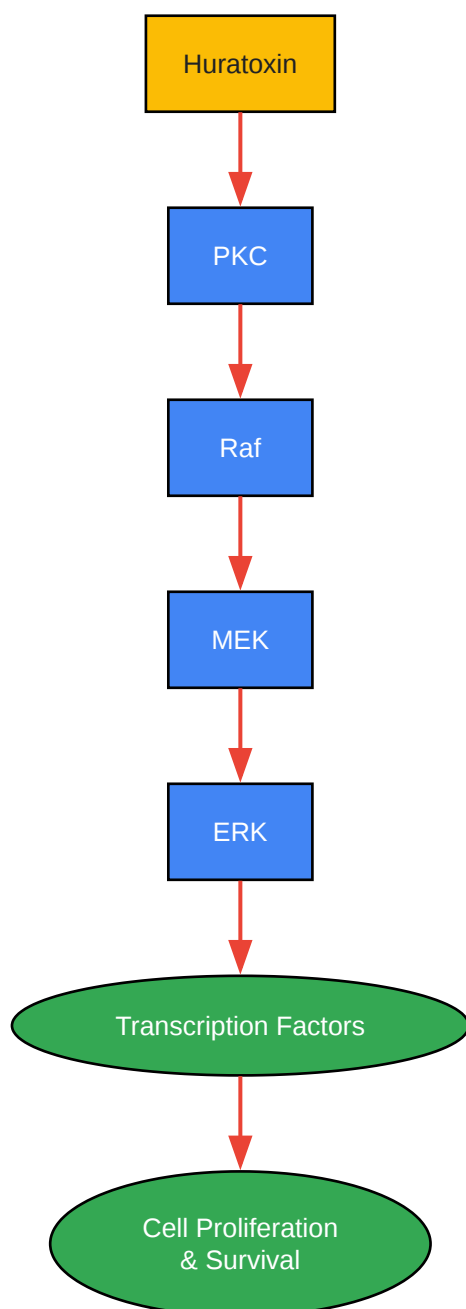 Huratoxin
PKC
Raf
MEK
ERK
Transcription Factors
Cell Proliferation
& Survival